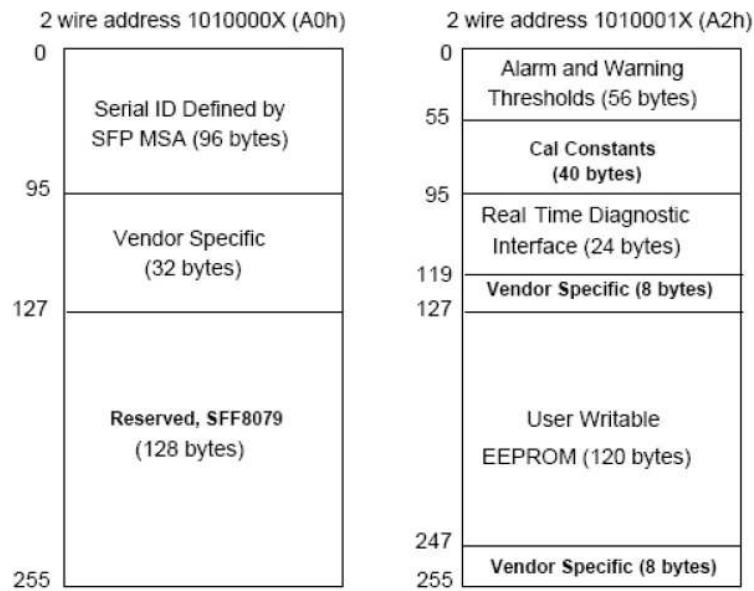 2 wire address 1010000X (A0h)
0
Serial ID Defined by
SFP MSA (96 bytes)
95
Vendor Specific
(32 bytes)
127
Reserved, SFF8079
(128 bytes)
255
2 wire address 1010001X (A2h)
0
Alarm and Warning
Thresholds (56 bytes)
55
Cal Constants
(40 bytes)
95
Real Time Diagnostic
Interface (24 bytes)
119
Vendor Specific (8 bytes)
127
User Writable
EEPROM (120 bytes)
247
Vendor Specific (8 bytes)
255